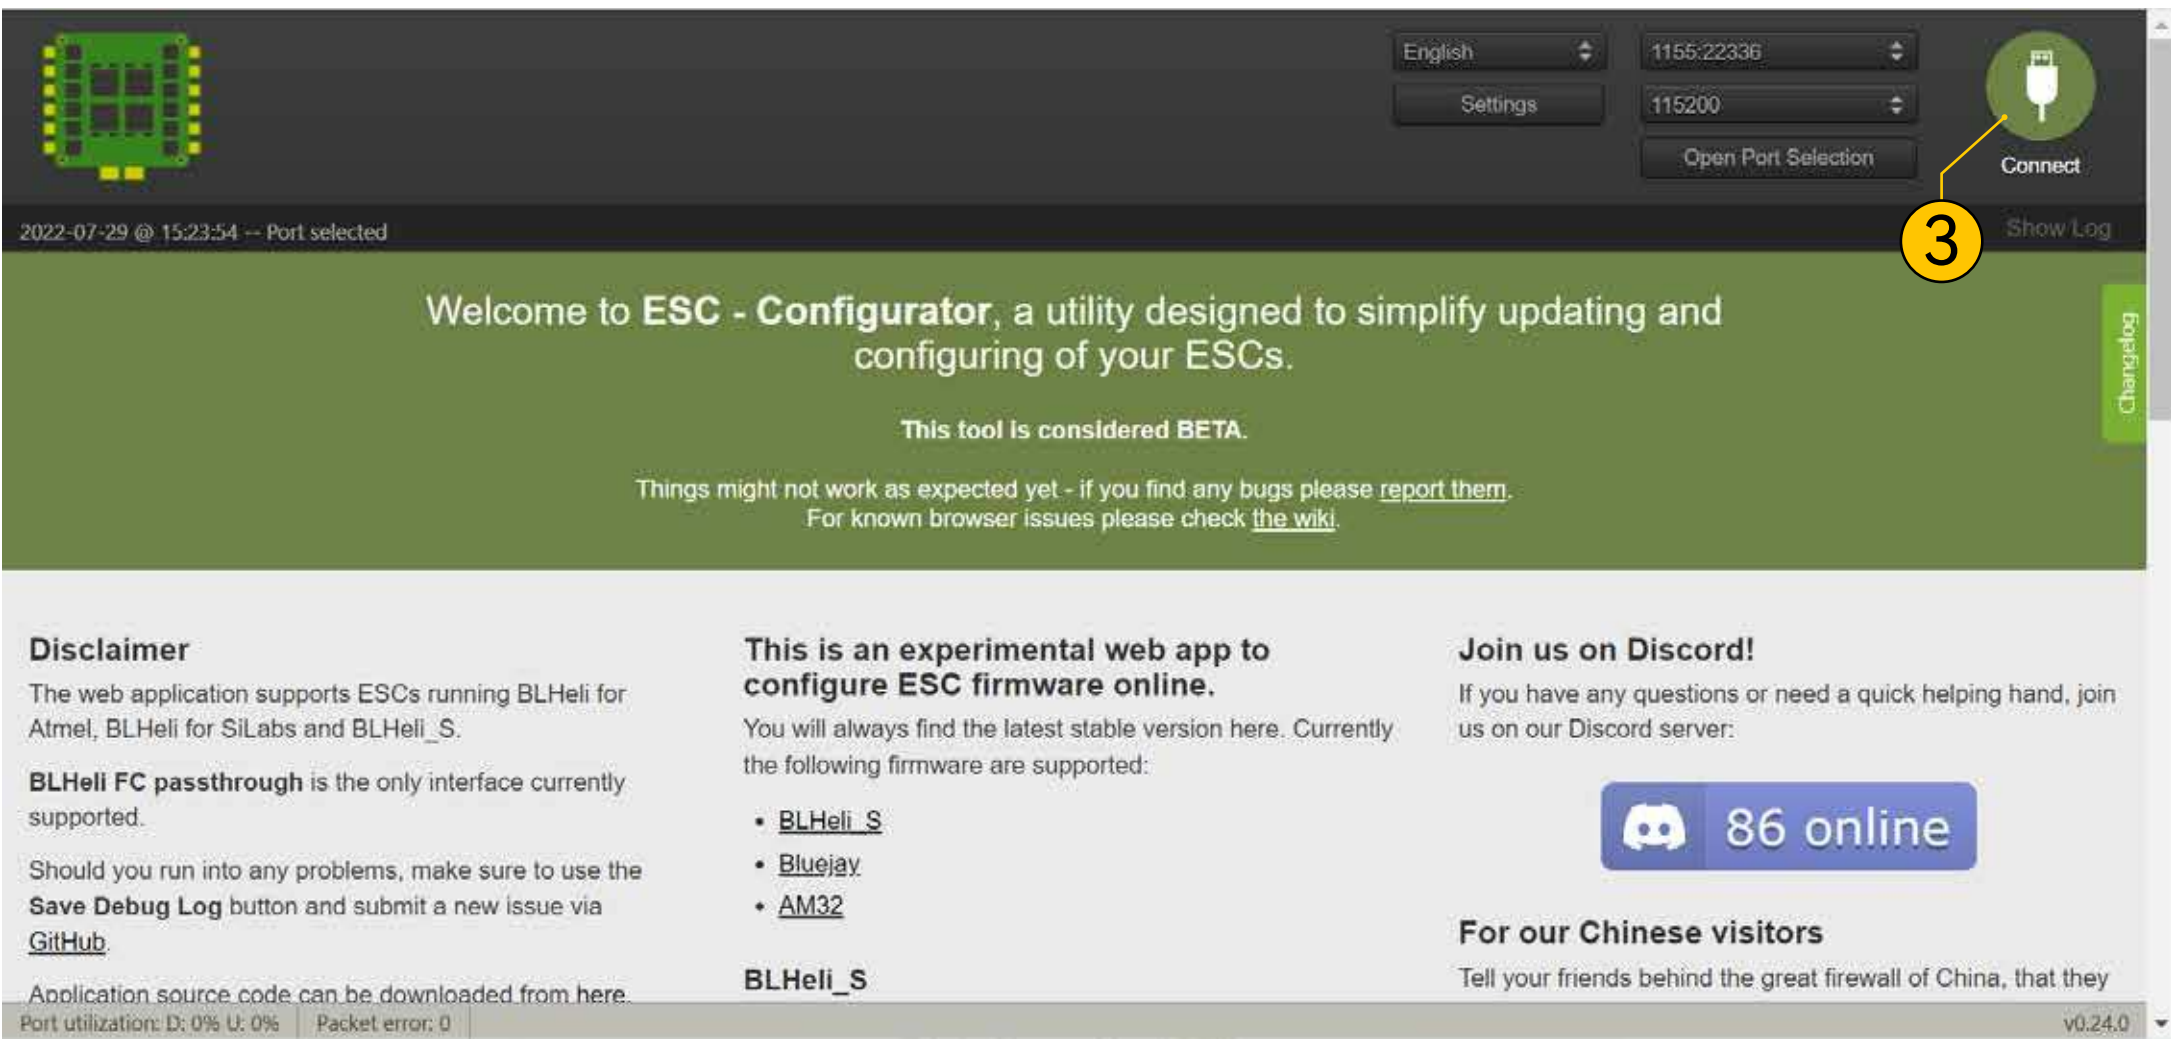 English
1155:22336
Settings
115200
Open Port Selection
Connect
3
2022-07-29 @ 15:23:54 -- Port selected
Show Log
Welcome to ESC - Configurator, a utility designed to simplify updating and
configuring of your ESCs.
Changelog
This tool is considered BETA.
Things might not work as expected yet - if you find any bugs please report them.
For known browser issues please check the wiki.
Disclaimer
The web application supports ESCs running BLHeli for
Atmel, BLHeli for SiLabs and BLHeli_S.
BLHeli FC passthrough is the only interface currently
supported.
Should you run into any problems, make sure to use the
Save Debug Log button and submit a new issue via
GitHub.
Application source code can be downloaded from here.
This is an experimental web app to
configure ESC firmware online.
You will always find the latest stable version here. Currently
the following firmware are supported:
• BLHeli_S
• Bluejay
• AM32
BLHeli_S
Join us on Discord!
If you have any questions or need a quick helping hand, join
us on our Discord server:
86 online
For our Chinese visitors
Tell your friends behind the great firewall of China, that they
Port utilization: D: 0% U: 0%
Packet error: 0
v0.24.0